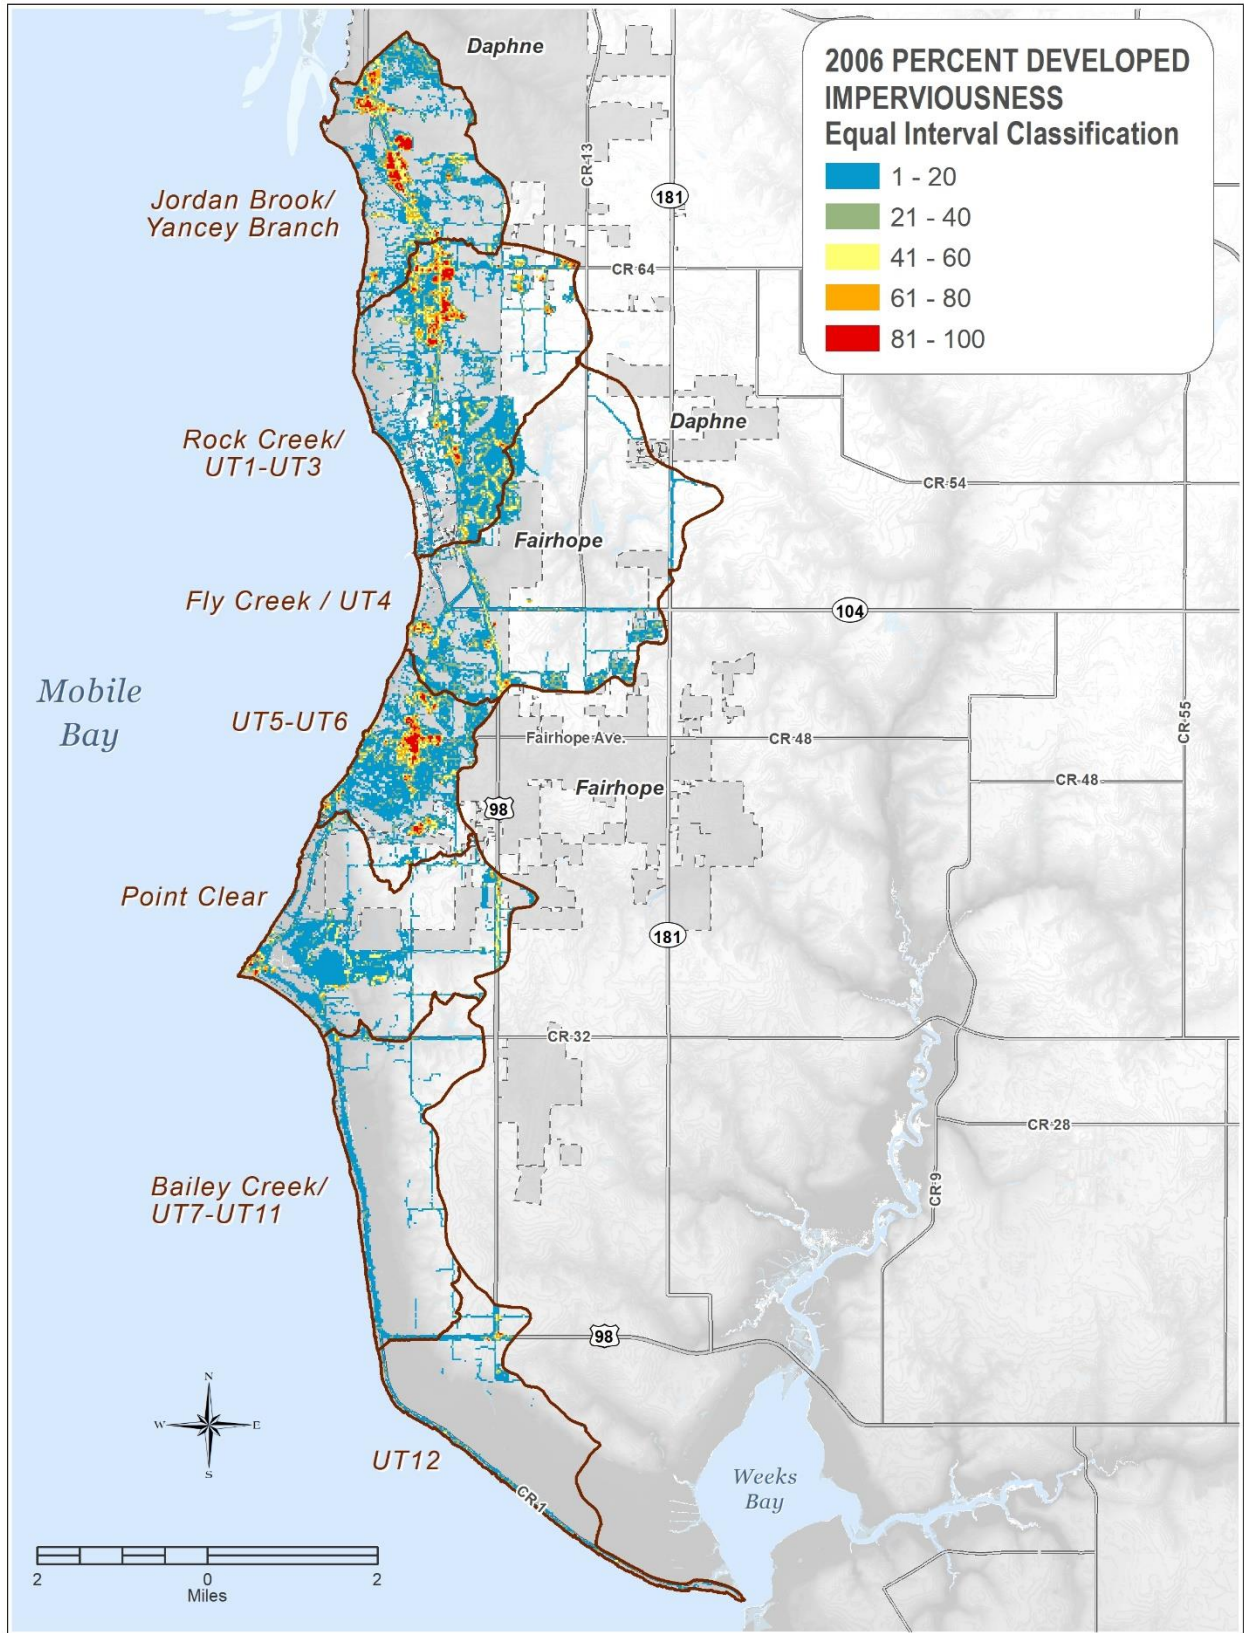 Daphne
2006 PERCENT DEVELOPED
IMPERVIOUSNESS
Equal Interval Classification
1 - 20
21 - 40
41 - 60
61 - 80
81 - 100
CR 13
181
Jordan Brook/
Yancey Branch
CR 64
Daphne
Rock Creek/
UT1-UT3
CR 54
Fairhope
Fly Creek / UT4
104
Mobile
Bay
UT5-UT6
CR 55
Fairhope Ave.
CR 48
CR 48
Fairhope
98
Point Clear
181
CR 32
CR 28
Bailey Creek/
UT7-UT11
CR 9
98
N
W
E
S
UT12
CR 1
Weeks
Bay
2
0
2
Miles